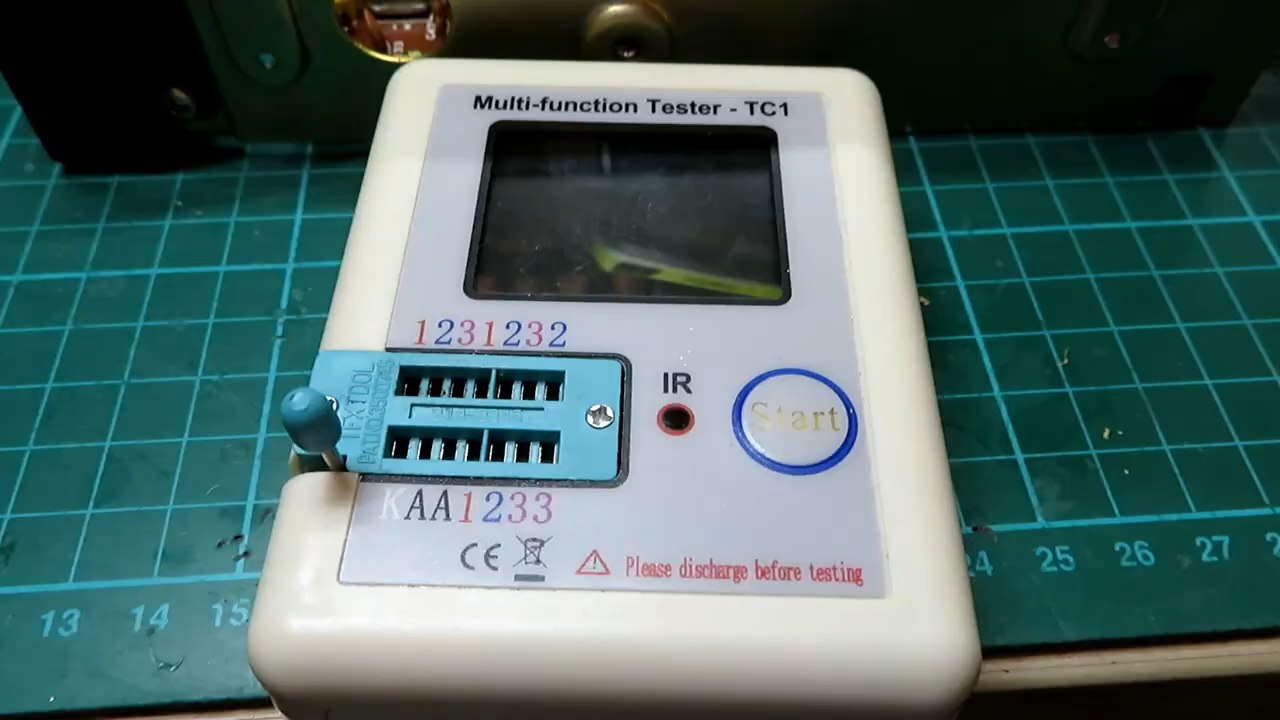 Multi-function Tester - TC1
1231232
TFXTDOL
IR
Start
KAA1233
CE
Please discharge before testing
13 14 15 24 25 26 27